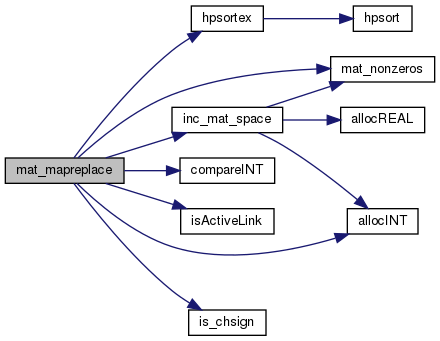 hpsortex
hpsort
mat_nonzeros
inc_mat_space
allocREAL
mat_mapreplace
compareINT
isActiveLink
allocINT
is_chsign